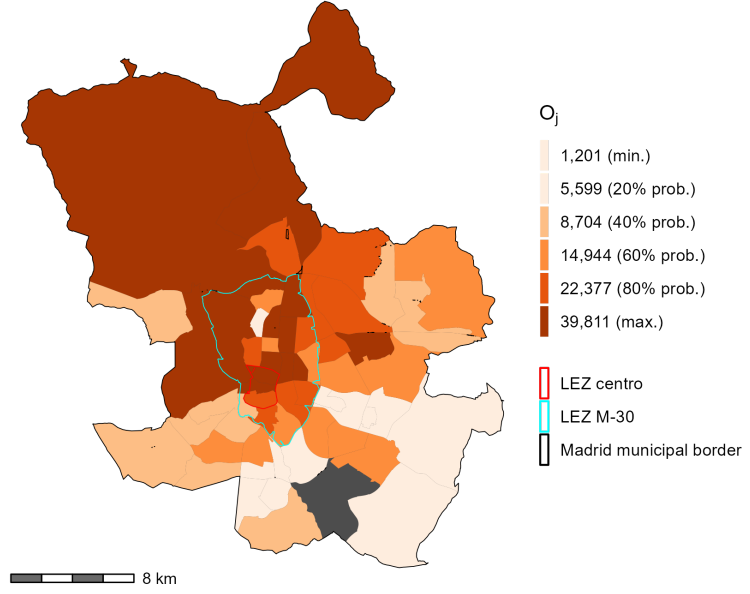 Oj
1,201 (min.)
5,599 (20% prob.)
8,704 (40% prob.)
14,944 (60% prob.)
22,377 (80% prob.)
39,811 (max.)
LEZ centro
LEZ M-30
Madrid municipal border
8 km